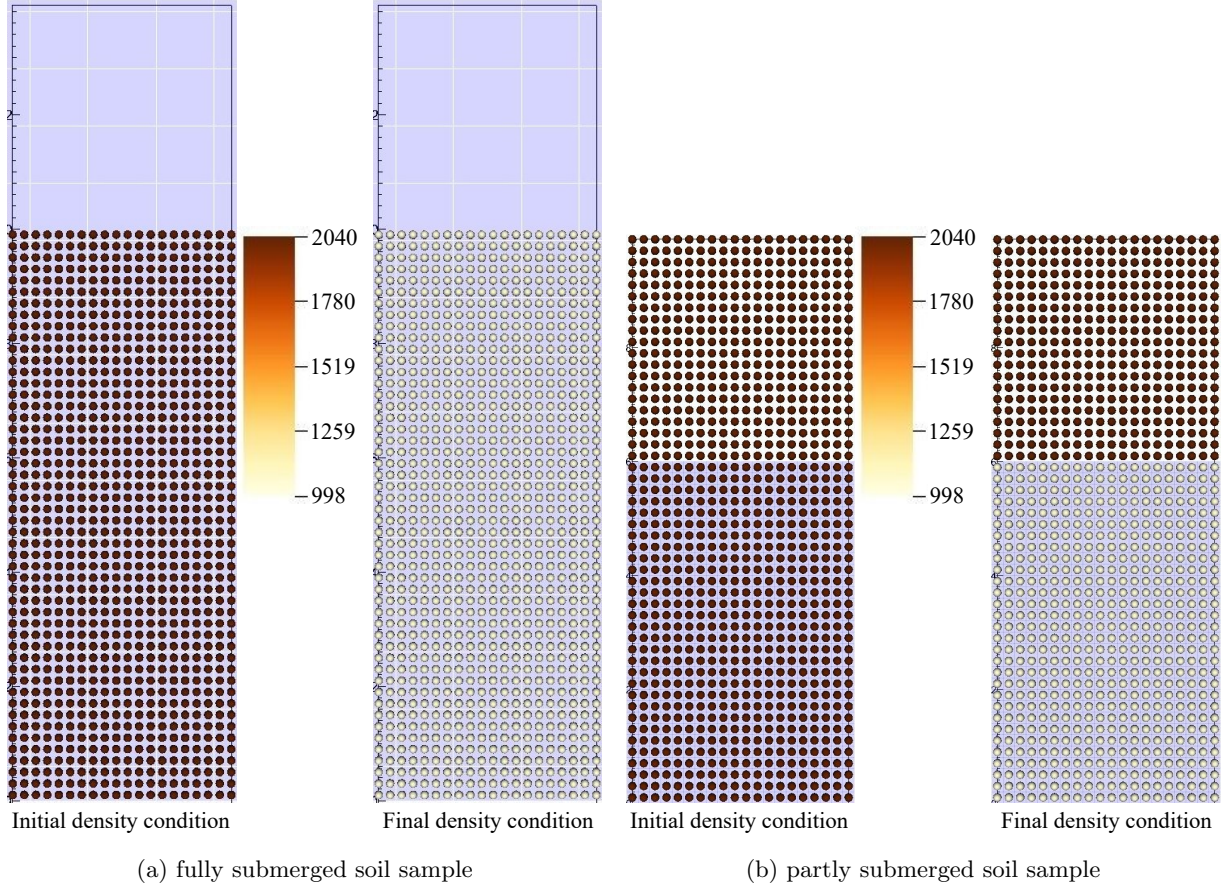 2040
1780
1519
1259
998
2040
1780
1519
1259
998
Initial density condition
Final density condition
Initial density condition
Final density condition
(a) fully submerged soil sample
(b) partly submerged soil sample